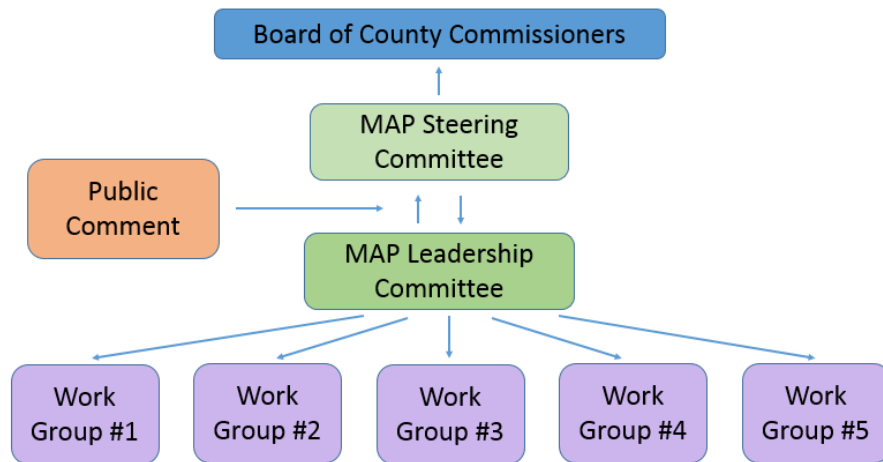 Board of County Commissioners
MAP Steering
Committee
Public
Comment
MAP Leadership
Committee
Work
Group #1
Work
Group #2
Work
Group #3
Work
Group #4
Work
Group #5